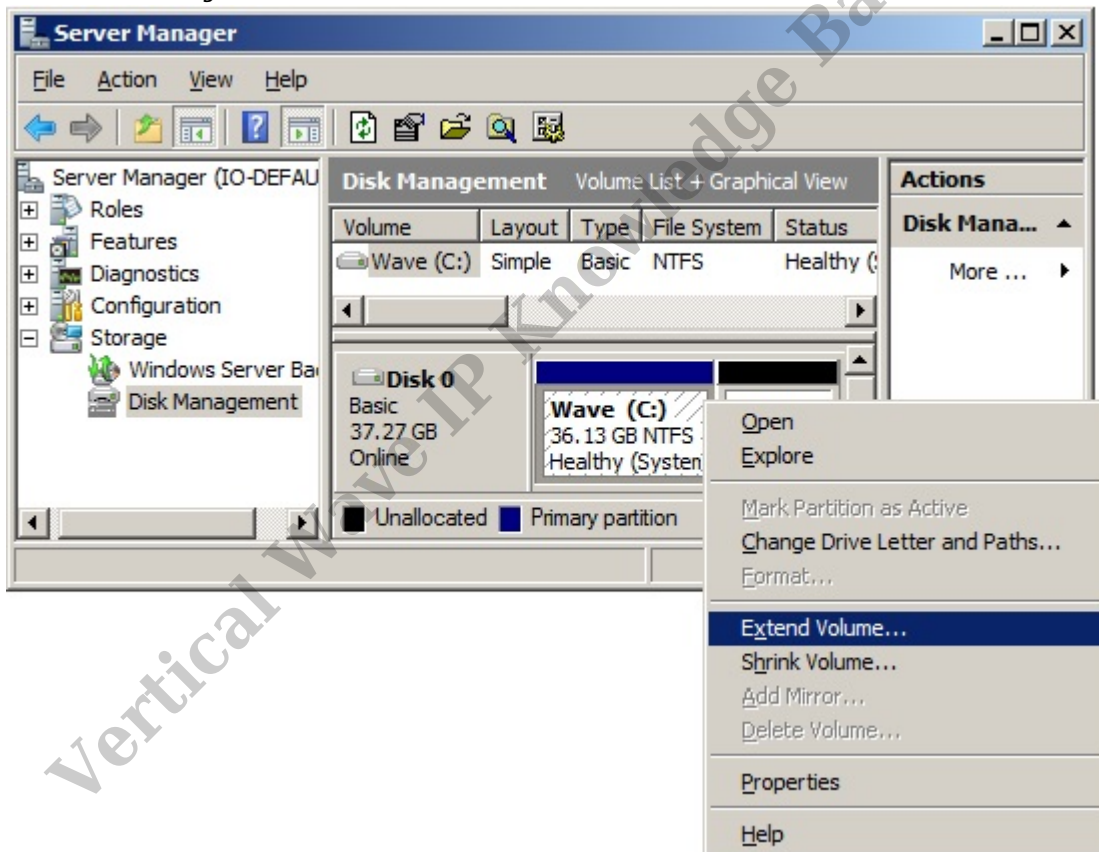 Server Manager
File Action View Help
Server Manager (IO-DEFAU
Roles
Features
Diagnostics
Configuration
Storage
Windows Server Ba
Disk Management
Disk Management Volume List + Graphical View
Volume Layout Type File System Status
Wave (C:) Simple Basic NTFS Healthy (
Disk 0
Basic
37.27 GB
Online
Wave (C:)
36.13 GB NTFS
Healthy (System
Unallocated Primary partition
Actions
Disk Mana...
More ...
Open
Explore
Mark Partition as Active
Change Drive Letter and Paths...
Format...
Extend Volume...
Shrink Volume...
Add Mirror...
Delete Volume...
Properties
Help
Vertical Wave IP Knowledge Ba